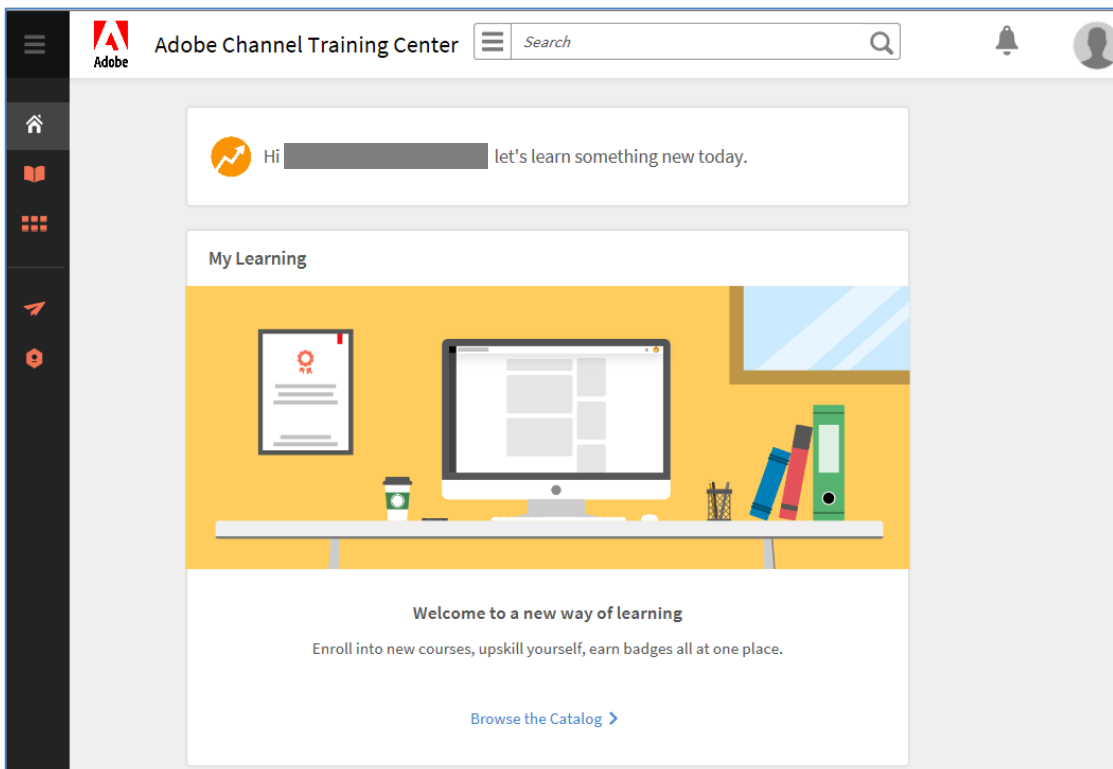 Adobe
Adobe Channel Training Center
Search
Hi let's learn something new today.
My Learning
Welcome to a new way of learning
Enroll into new courses, upskill yourself, earn badges all at one place.
Browse the Catalog